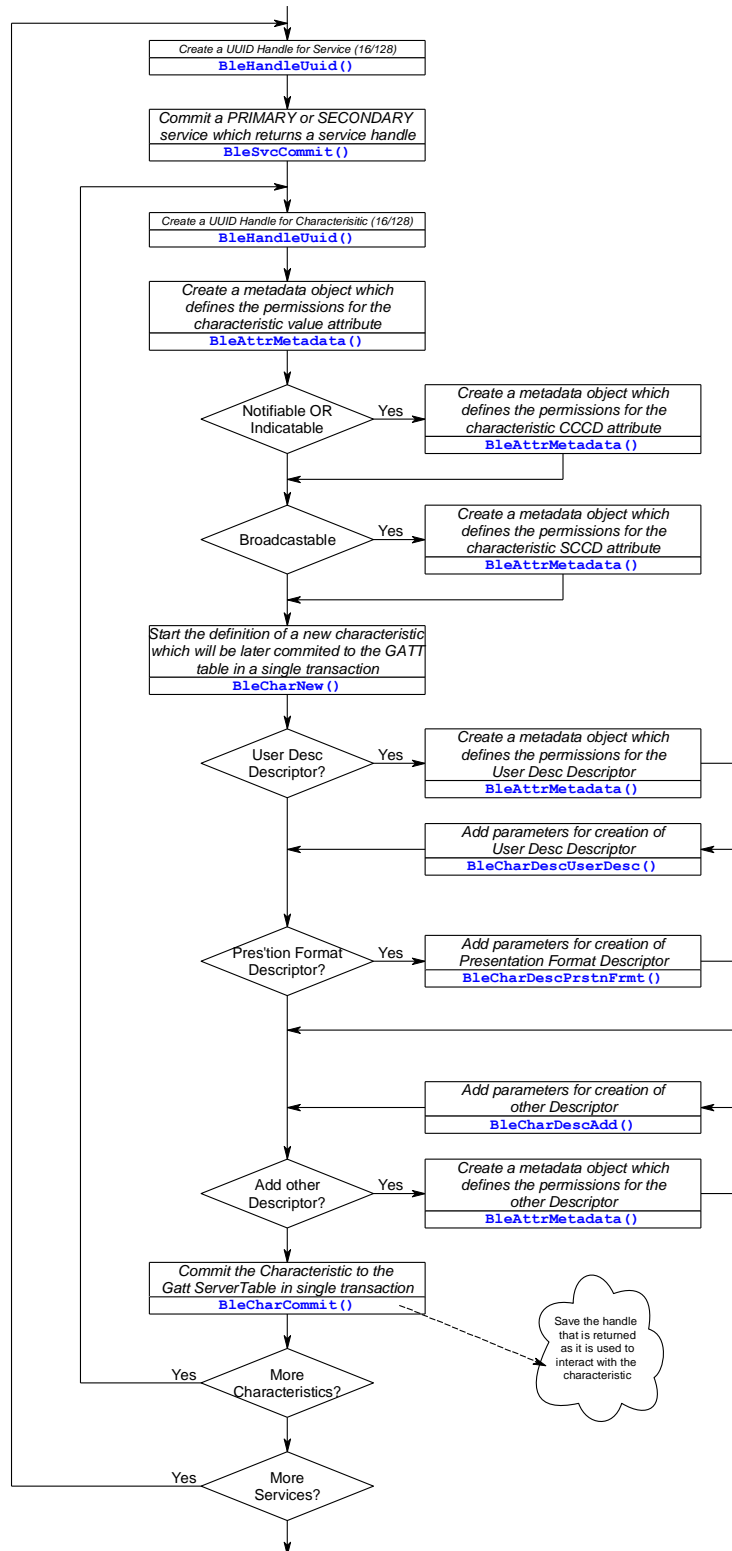 Create a UUID Handle for Service (16/128)
BleHandleUuid()
Commit a PRIMARY or SECONDARY
service which returns a service handle
BleSvcCommit()
Create a UUID Handle for Characterisitic (16/128)
BleHandleUuid()
Create a metadata object which
defines the permissions for the
characteristic value attribute
BleAttrMetadata()
Notifiable OR
Indicatable
Yes
Create a metadata object which
defines the permissions for the
characteristic CCCD attribute
BleAttrMetadata()
Broadcastable
Yes
Create a metadata object which
defines the permissions for the
characteristic SCCD attribute
BleAttrMetadata()
Start the definition of a new characteristic
which will be later commited to the GATT
table in a single transaction
BleCharNew()
User Desc
Descriptor?
Yes
Create a metadata object which
defines the permissions for the
User Desc Descriptor
BleAttrMetadata()
Add parameters for creation of
User Desc Descriptor
BleCharDescUserDesc()
Pres'tion Format
Descriptor?
Yes
Add parameters for creation of
Presentation Format Descriptor
BleCharDescPrstnFrmt()
Add parameters for creation of
other Descriptor
BleCharDescAdd()
Add other
Descriptor?
Yes
Create a metadata object which
defines the permissions for the
other Descriptor
BleAttrMetadata()
Commit the Characteristic to the
Gatt ServerTable in single transaction
BleCharCommit()
Save the handle
that is returned
as it is used to
interact with the
characteristic
Yes
More
Characteristics?
Yes
More
Services?